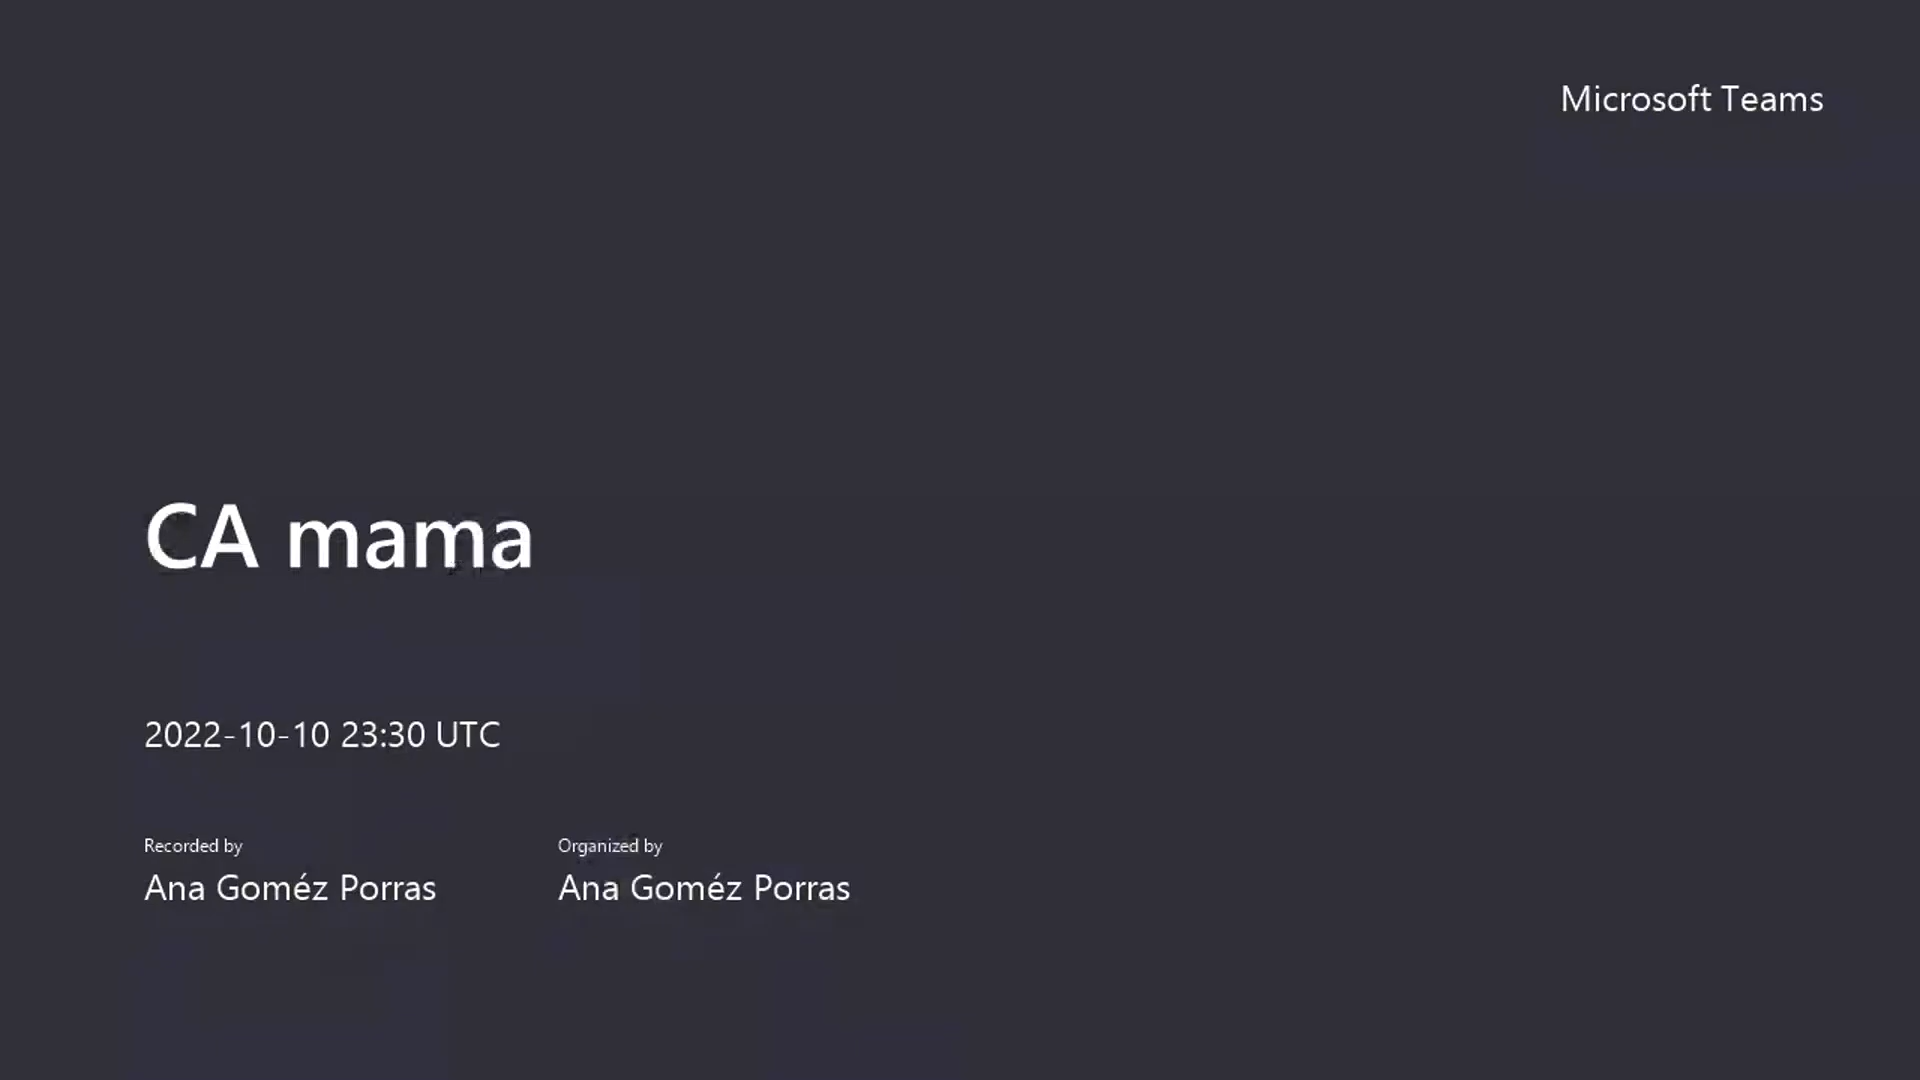 Microsoft Teams
CA mama
2022-10-10 23:30 UTC
Recorded by
Ana Goméz Porras
Organized by
Ana Goméz Porras